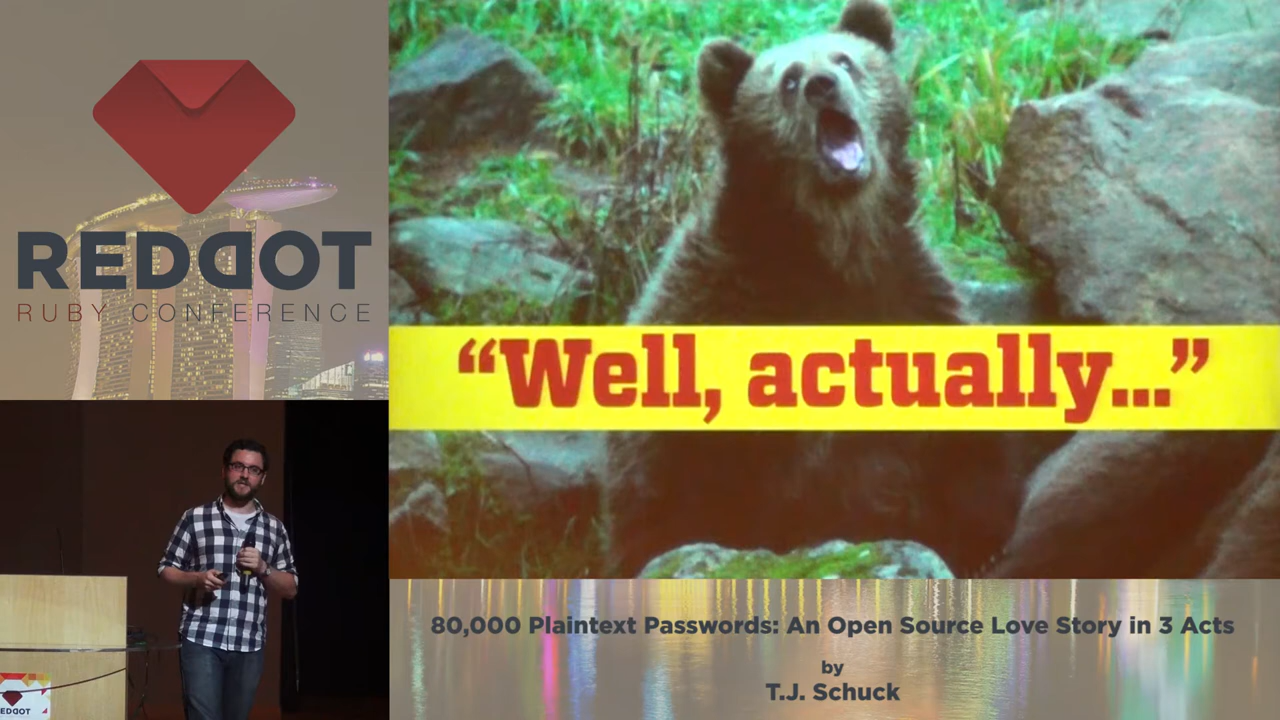 REDDOT
RUBY CONFERENCE
“Well, actually...”
80,000 Plaintext Passwords: An Open Source Love Story in 3 Acts
by
T.J. Schuck
EDDOT